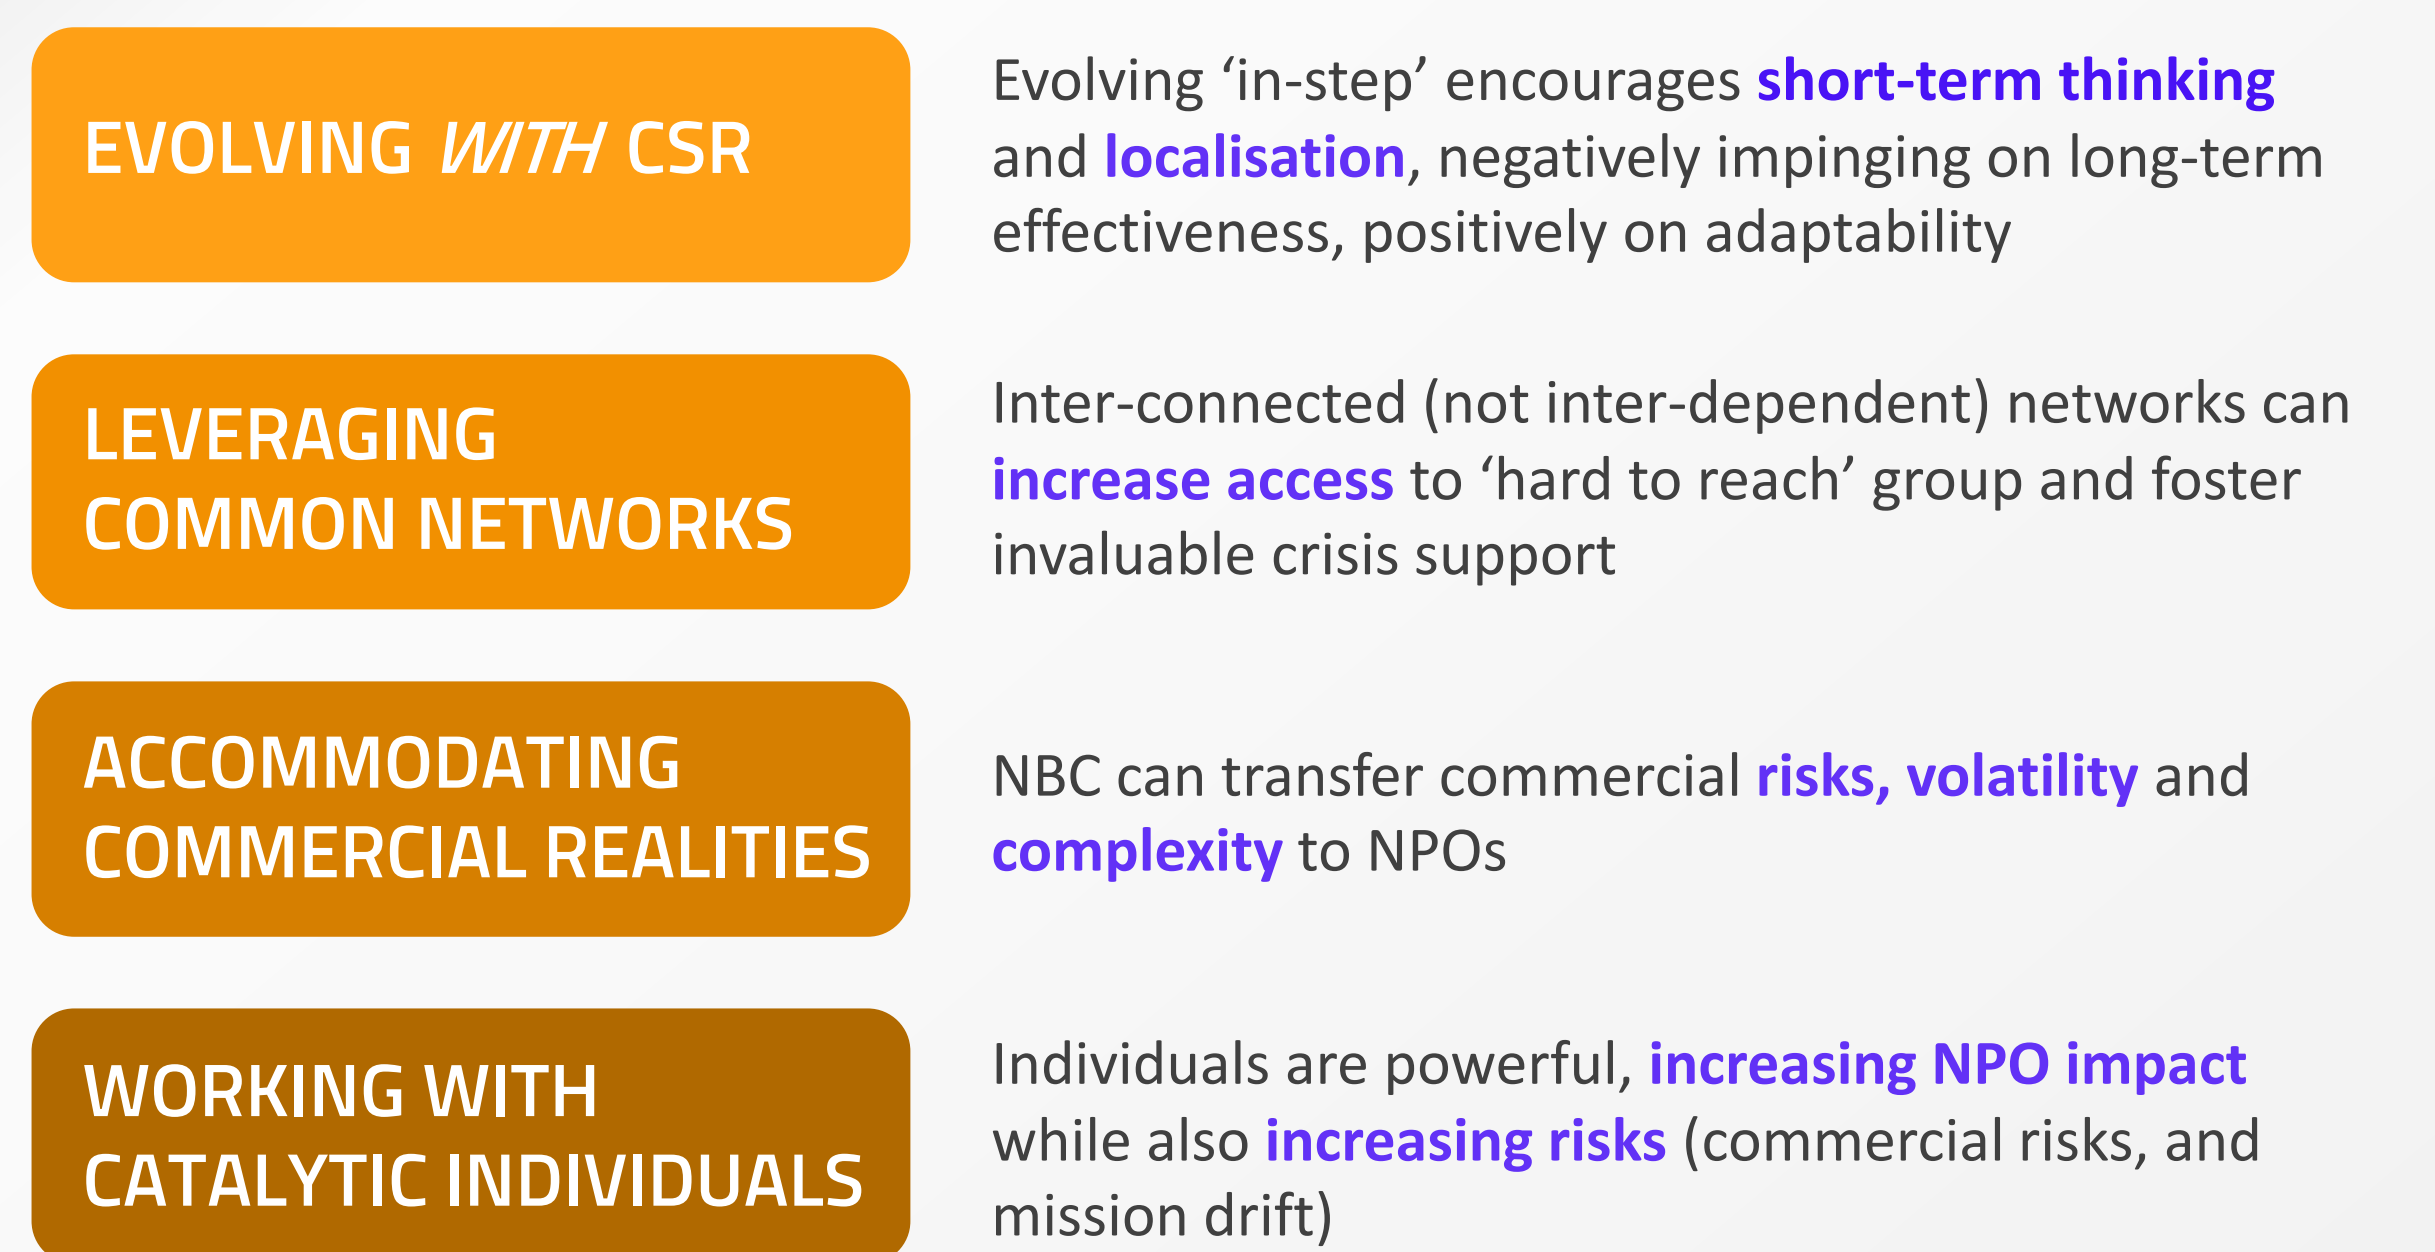 EVOLVING WITH CSR
Evolving ‘in-step’ encourages short-term thinking
and localisation, negatively impinging on long-term
effectiveness, positively on adaptability
LEVERAGING
COMMON NETWORKS
Inter-connected (not inter-dependent) networks can
increase access to ‘hard to reach’ group and foster
invaluable crisis support
ACCOMMODATING
COMMERCIAL REALITIES
NBC can transfer commercial risks, volatility and
complexity to NPOs
WORKING WITH
CATALYTIC INDIVIDUALS
Individuals are powerful, increasing NPO impact
while also increasing risks (commercial risks, and
mission drift)